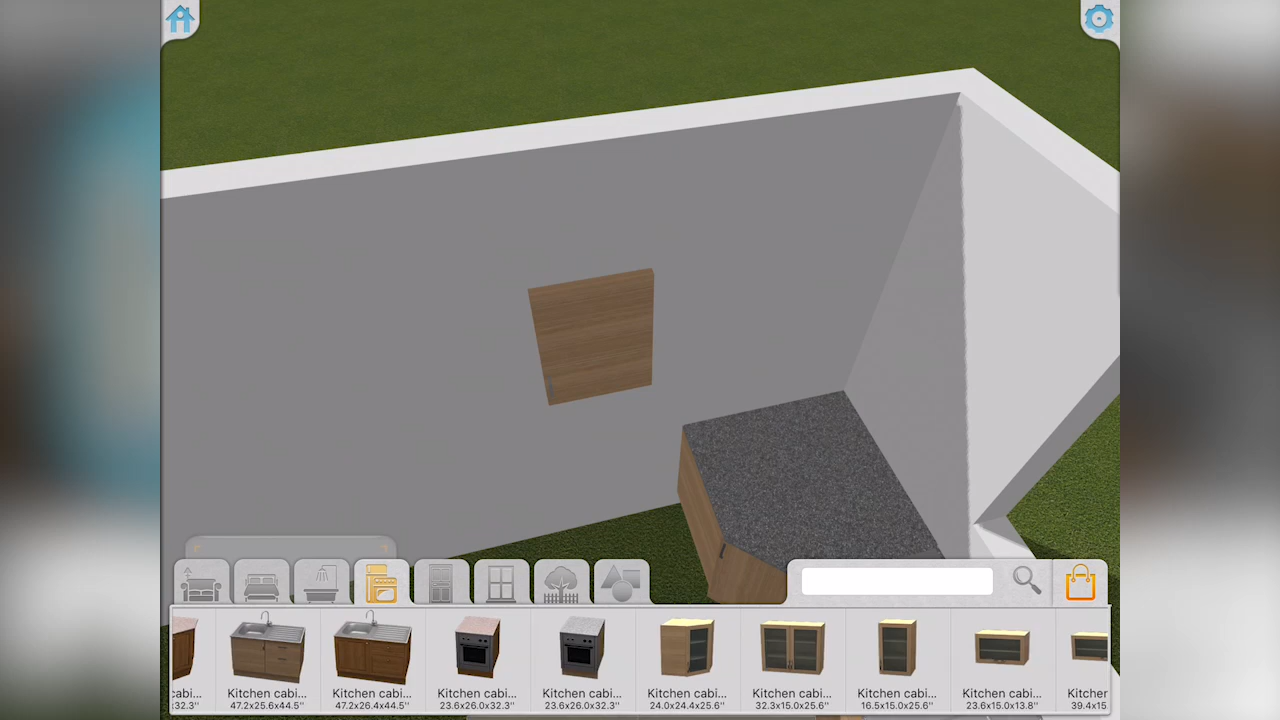 abi...
32.3"
Kitchen cabi...
47.2x25.6x44.5"
Kitchen cabi...
47.2x26.4x44.5"
Kitchen cabi...
23.6x26.0x32.3"
Kitchen cabi...
23.6x26.0x32.3"
Kitchen cabi...
24.0x24.4x25.6"
Kitchen cabi...
32.3x15.0x25.6"
Kitchen cabi...
16.5x15.0x25.6"
Kitchen cabi...
23.6x15.0x13.8"
Kitcher
39.4x15